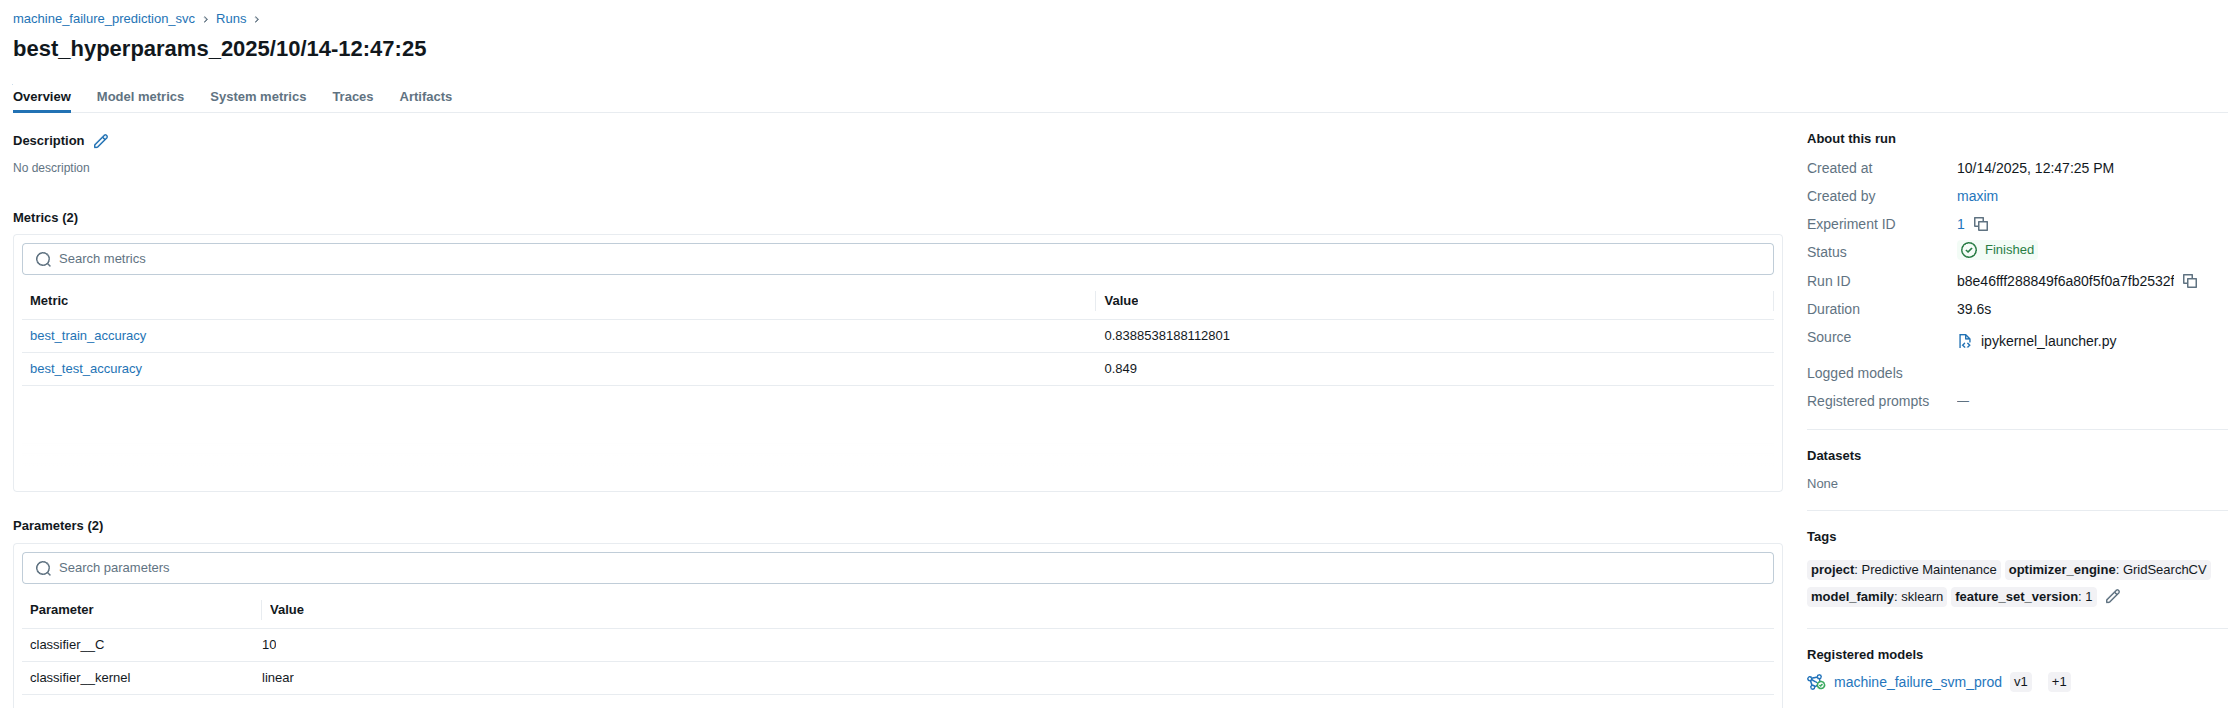 machine_failure_prediction_svc > Runs >
best_hyperparams_2025/10/14-12:47:25
Overview Model metrics System metrics Traces Artifacts
Description
No description
Metrics (2)
Search metrics
Metric Value
best_train_accuracy 0.8388538188112801
best_test_accuracy 0.849
Parameters (2)
Search parameters
Parameter Value
classifier__C 10
classifier__kernel linear
About this run
Created at 10/14/2025, 12:47:25 PM
Created by maxim
Experiment ID 1
Status Finished
Run ID b8e46fff288849f6a80f5f0a7fb2532f
Duration 39.6s
Source ipykernel_launcher.py
Logged models
Registered prompts —
Datasets
None
Tags
project: Predictive Maintenance optimizer_engine: GridSearchCV
model_family: sklearn feature_set_version: 1
Registered models
machine_failure_svm_prod v1 +1